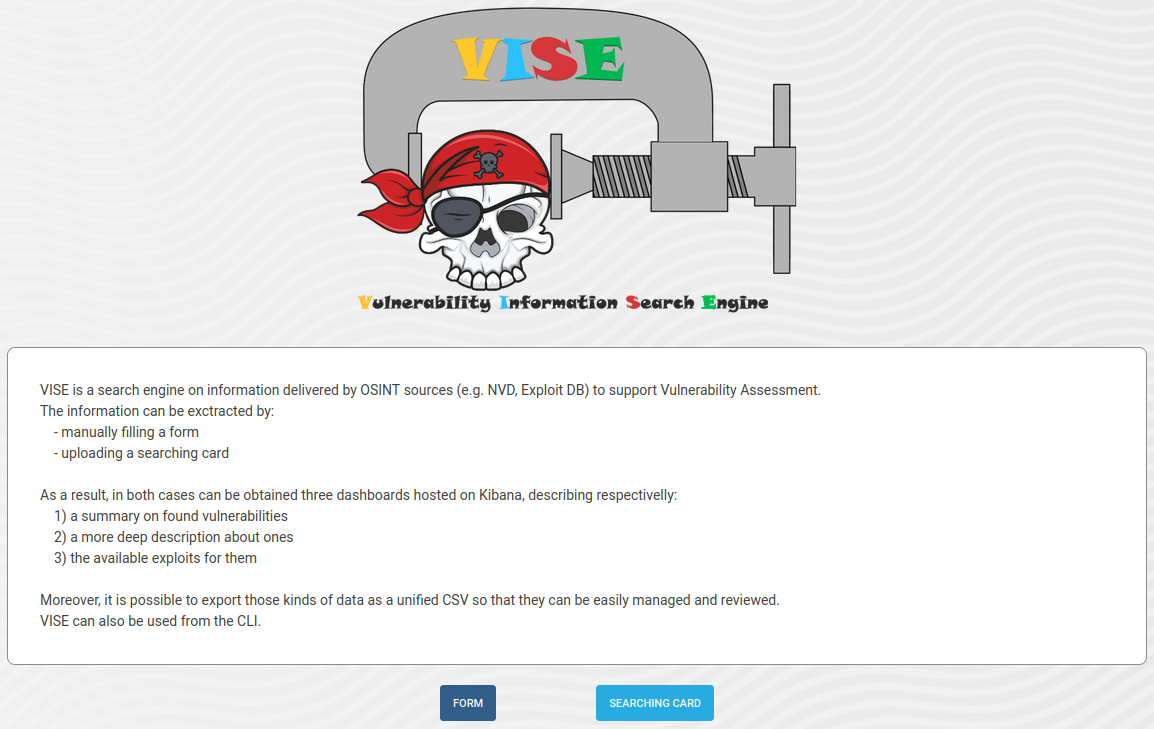 VISE
Vulnerability Information Search Engine
VISE is a search engine on information delivered by OSINT sources (e.g. NVD, Exploit DB) to support Vulnerability Assessment.
The information can be exctracted by:
- manually filling a form
- uploading a searching card
As a result, in both cases can be obtained three dashboards hosted on Kibana, describing respectivelly:
1) a summary on found vulnerabilities
2) a more deep description about ones
3) the available exploits for them
Moreover, it is possible to export those kinds of data as a unified CSV so that they can be easily managed and reviewed.
VISE can also be used from the CLI.
FORM
SEARCHING CARD